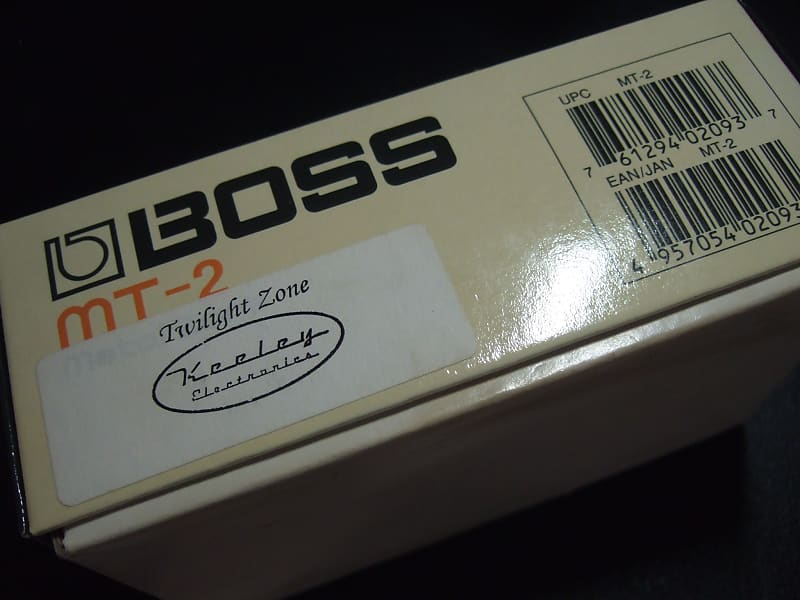 BOSS
MT-2
Twilight Zone
Keeley
Electronics
UPC MT-2
7 61294 02093 7
EAN/JAN MT-2
4 957054 02093